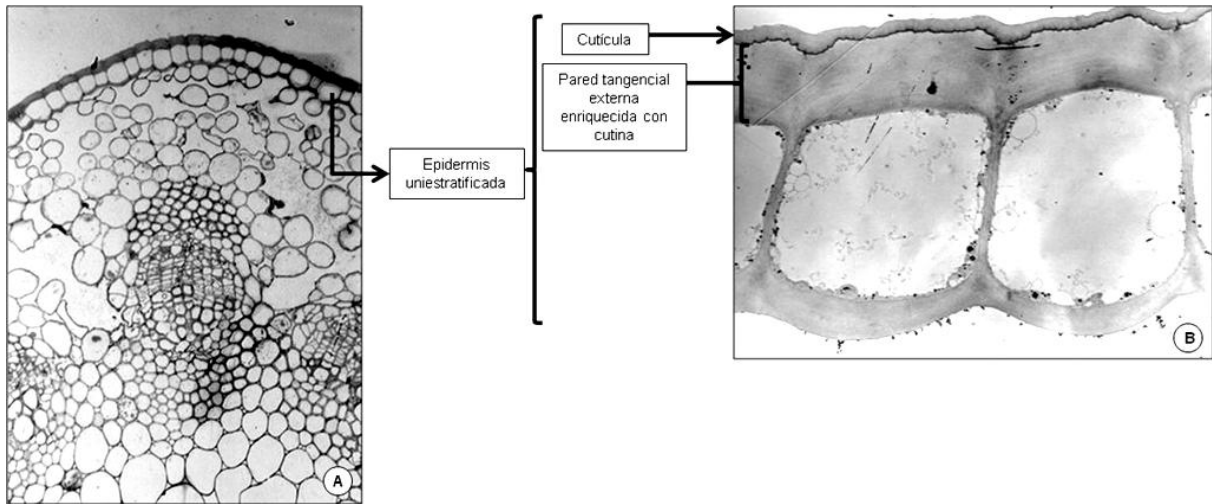 Cutícula
Pared tangencial
externa
enriquecida con
cutina
Epidermis
uniestratificada
A
B